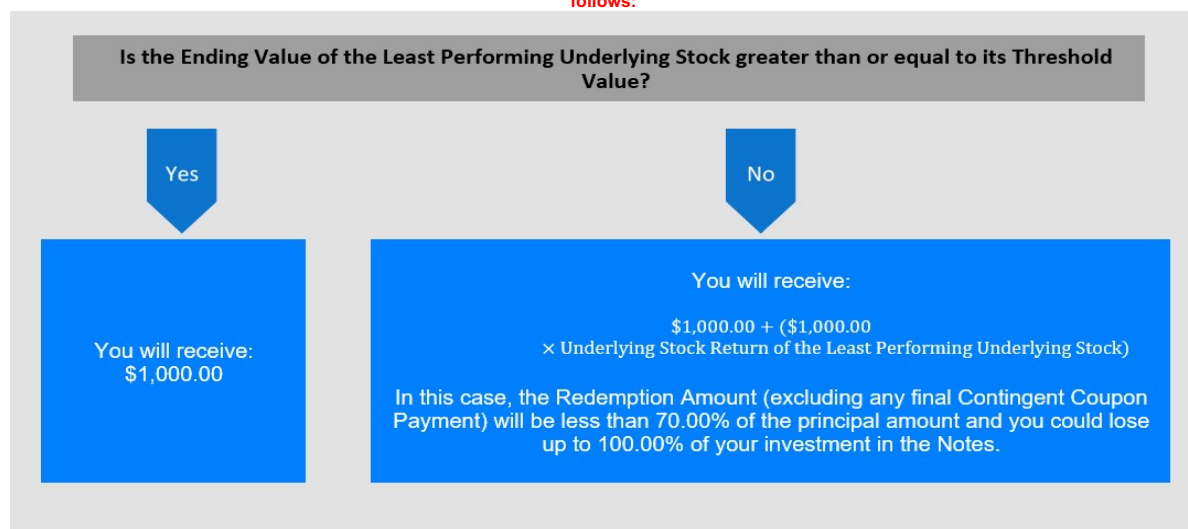 follows:
Is the Ending Value of the Least Performing Underlying Stock greater than or equal to its Threshold
Value?
Yes
No
You will receive:
$1,000.00
You will receive:
$1,000.00 + ($1,000.00
× Underlying Stock Return of the Least Performing Underlying Stock)
In this case, the Redemption Amount (excluding any final Contingent Coupon
Payment) will be less than 70.00% of the principal amount and you could lose
up to 100.00% of your investment in the Notes.